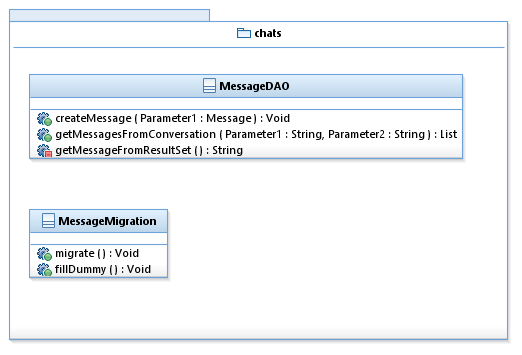 chats
MessageDAO
createMessage ( Parameter1 : Message ) : Void
getMessagesFromConversation ( Parameter1 : String, Parameter2 : String ) : List
getMessageFromResultSet ( ) : String
MessageMigration
migrate ( ) : Void
fillDummy ( ) : Void